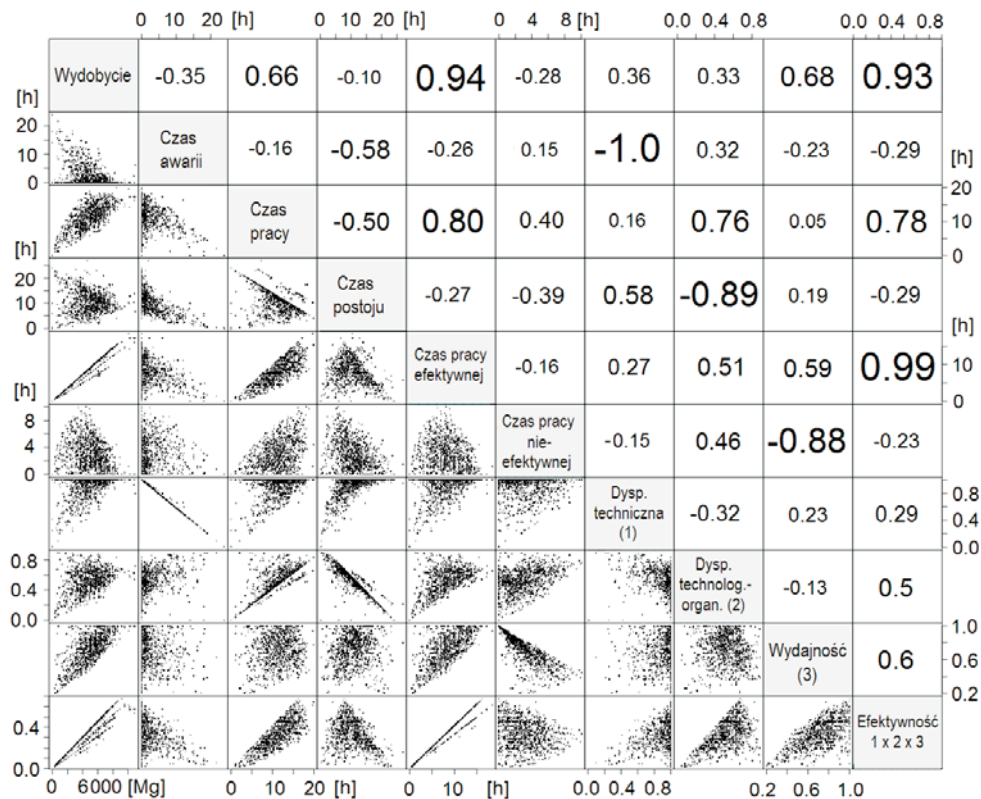 0 10 20 [h] 0 10 20 [h] 0 4 8 [h] 0.0 0.4 0.8 0.0 0.4 0.8
Wydobycie -0.35 0.66 -0.10 0.94 -0.28 0.36 0.33 0.68 0.93
[h]
20 10 0
Czas
awarii
-0.16 -0.58 -0.26 0.15 -1.0 0.32 -0.23 -0.29
[h]
Czas
pracy
-0.50 0.80 0.40 0.16 0.76 0.05 0.78
20 10 0
[h]
20 10 0
Czas
postoju
-0.27 -0.39 0.58 -0.89 0.19 -0.29
[h]
Czas pracy
efektywnej
-0.16 0.27 0.51 0.59 0.99
10 0
[h]
8 4 0
Czas pracy
nie-
efektywnej
-0.15 0.46 -0.88 -0.23
Dysp.
techniczna
(1)
-0.32 0.23 0.29
0.8 0.4 0.0
0.8 0.4 0.0
Dysp.
technolog.-
organ. (2)
-0.13 0.5
Wydajność
(3)
0.6
1.0 0.6 0.2
0.4 0.0
Efektywność
1 x 2 x 3
0 6000 [Mg] 0 10 20 [h] 0 10 [h] 0.0 0.4 0.8 0.2 0.6 1.0